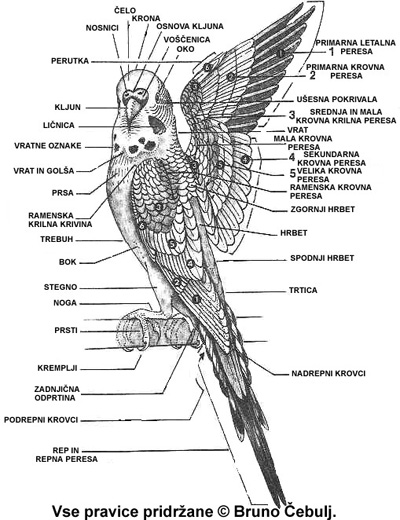 ČELO
KRONA
NOSNICI
OSNOVA KLJUNA
VOŠČENICA
OKO
PERUTKA
PRIMARNA LETALNA
1 PERESA
PRIMARNA KROVNA
2 PERESA
UŠESNA POKRIVALA
KLJUN
3 SREDNJA IN MALA
KROVNA KRILNA PERESA
LIČNICA
VRAT
MALA KROVNA
PERESA
VRATNE OZNAKE
4 SEKUNDARNA
KROVNA PERESA
VRAT IN GOLŠA
5 VELIKA KROVNA
PERESA
PRSA
RAMENSKA KROVNA
PERESA
RAMENSKA
KRILNA KRIVINA
ZGORNJI HRBET
TREBUH
HRBET
BOK
SPODNJI HRBET
STEGNO
TRTICA
NOGA
PRSTI
KREMPLJI
NADREPNI KROVCI
ZADNJIČNA
ODPRTINA
PODREPNI KROVCI
REP IN
REPNA PERESA
Vse pravice pridržane © Bruno Čebulj.